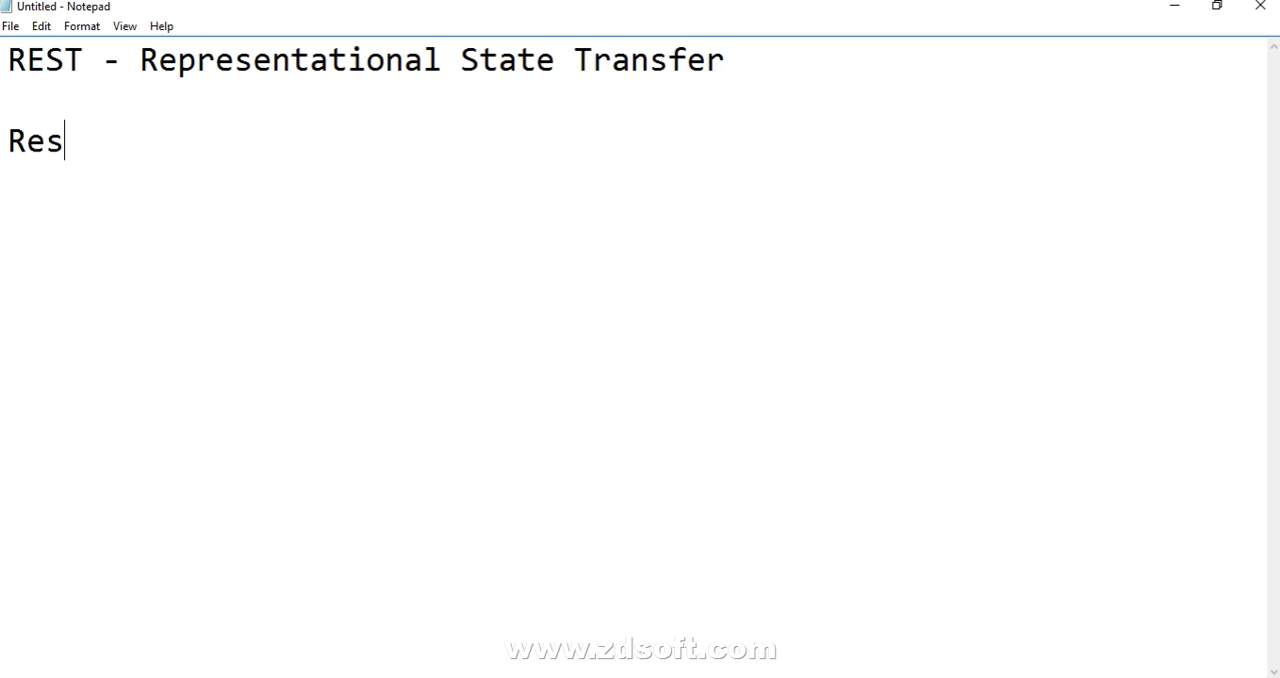 Untitled - Notepad
File Edit Format View Help
REST - Representational State Transfer
Res
www.zdsoft.com